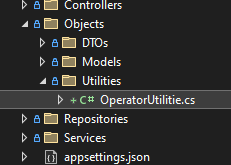 Controllers
Objects
DTOs
Models
Utilities
C# OperatorUtilitie.cs
Repositories
Services
appsettings.json